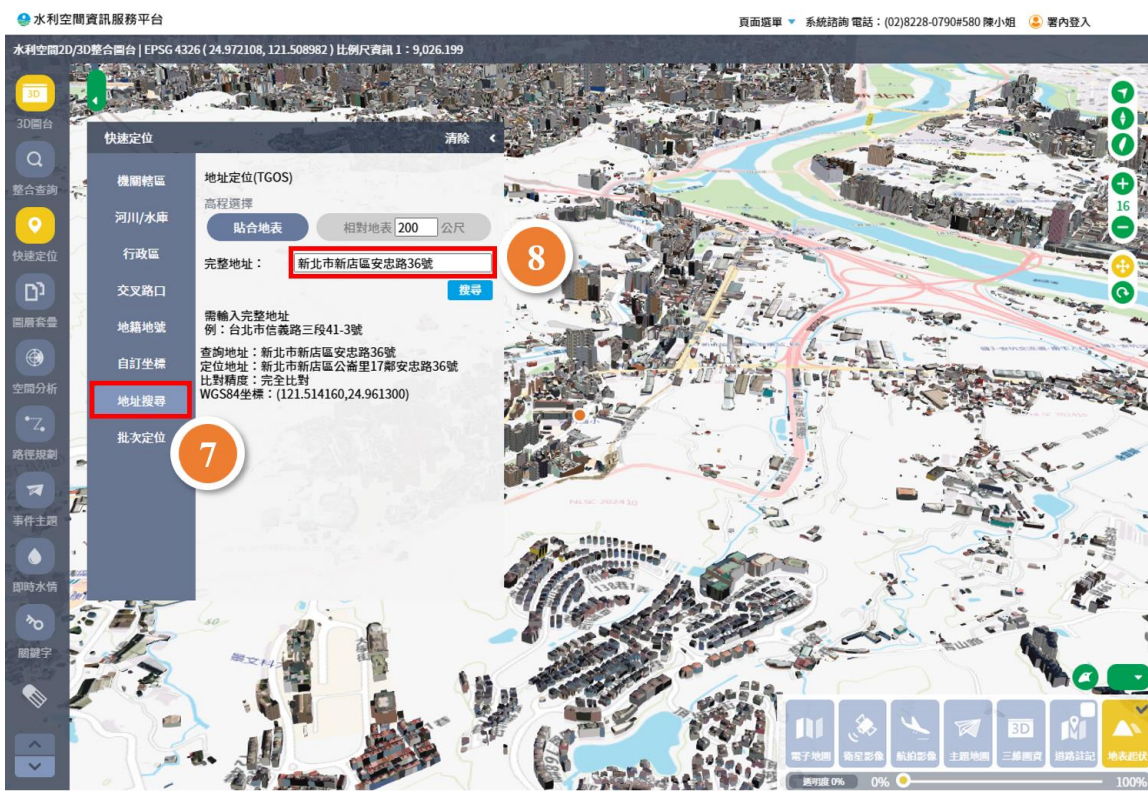 水利空間資訊服務平台
頁面選單 系統諮詢 電話：(02)8228-0790#580 陳小姐 署內登入
水利空間2D/3D整合圖台 | EPSG 4326 ( 24.972108, 121.508982 ) 比例尺資訊 1：9,026.199
3D
3D圖台
整合查詢
快速定位
圖層套疊
空間分析
路徑規劃
事件主題
即時水情
關鍵字
快速定位
清除
機關轄區
河川/水庫
行政區
交叉路口
地籍地號
自訂坐標
地址搜尋
批次定位
7
地址定位(TGOS)
高程選擇
貼合地表
相對地表 200 公尺
完整地址：
新北市新店區安忠路36號
8
搜尋
需輸入完整地址
例：台北市信義路三段41-3號
查詢地址：新北市新店區安忠路36號
定位地址：新北市新店區公崙里17鄰安忠路36號
比對精度：完全比對
WGS84坐標：(121.514160,24.961300)
16
NLSC 202410
電子地圖
衛星影像
航拍影像
主題地圖
3D
三維圖資
道路註記
地表起伏
透明度 0%
0%
100%